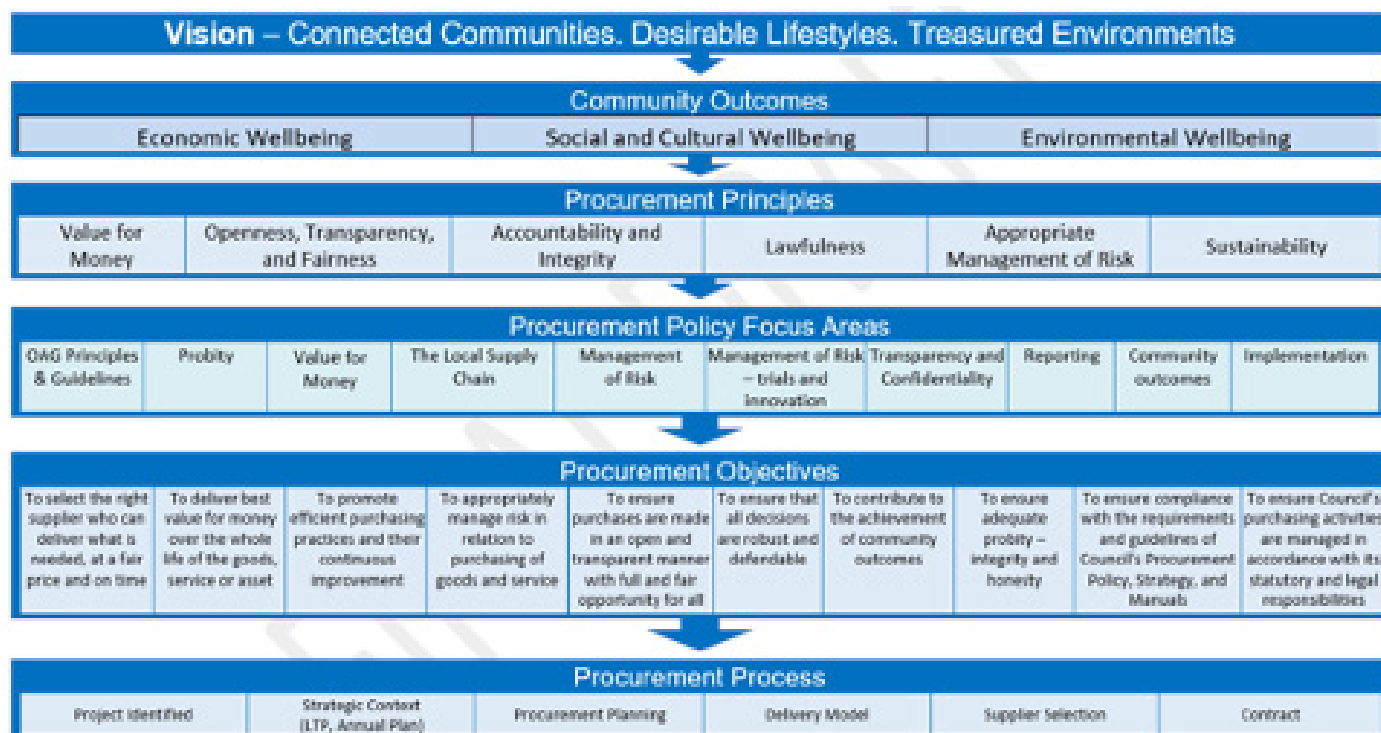 Vision – Connected Communities. Desirable Lifestyles. Treasured Environments
Community Outcomes
Economic Wellbeing
Social and Cultural Wellbeing
Environmental Wellbeing
Procurement Principles
Value for
Money
Openness, Transparency,
and Fairness
Accountability and
Integrity
Lawfulness
Appropriate
Management of Risk
Sustainability
Procurement Policy Focus Areas
OAG Principles
& Guidelines
Probity
Value for
Money
The Local Supply
Chain
Management
of Risk
Management of Risk
– trials and
innovation
Transparency and
Confidentiality
Reporting
Community
outcomes
Implementation
Procurement Objectives
To select the right
supplier who can
deliver what is
needed, at a fair
price and on time
To deliver best
value for money
over the whole
life of the goods,
service or asset
To promote
efficient purchasing
practices and their
continuous
improvement
To appropriately
manage risk in
relation to
purchasing of
goods and service
To ensure
purchases are made
in an open and
transparent manner
with full and fair
opportunity for all
To ensure that
all decisions
are robust and
defendable
To contribute to
the achievement
of community
outcomes
To ensure
adequate
probity –
integrity and
honesty
To ensure compliance
with the requirements
and guidelines of
Council's Procurement
Policy, Strategy, and
Manuals
To ensure Council's
purchasing activities
are managed in
accordance with its
statutory and legal
responsibilities
Procurement Process
Project Identified
Strategic Context
(LTP, Annual Plan)
Procurement Planning
Delivery Model
Supplier Selection
Contract